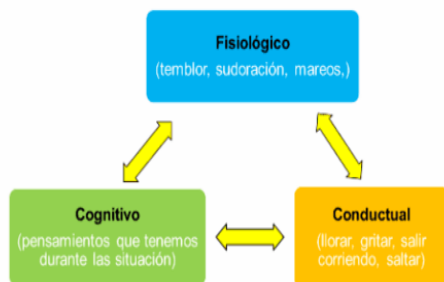 Fisiológico
(temblor, sudoración, mareos,)
Cognitivo
(pensamientos que tenemos
durante las situación)
Conductual
(llorar, gritar, salir
corriendo, saltar)